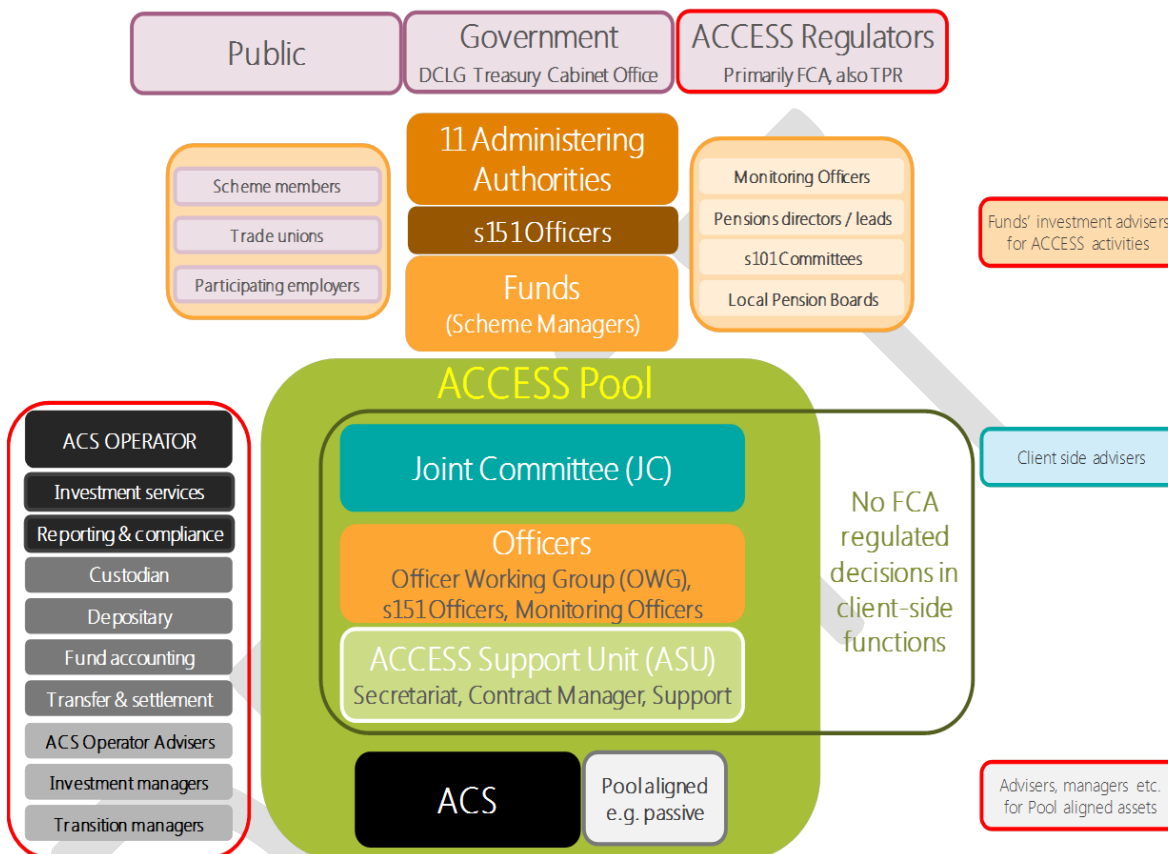 Public
Government
DCLG Treasury Cabinet Office
ACCESS Regulators
Primarily FCA, also TPR
11 Administering
Authorities
s151 Officers
Funds
(Scheme Managers)
Scheme members
Trade unions
Participating employers
Monitoring Officers
Pensions directors / leads
s101 Committees
Local Pension Boards
Funds' investment advisers
for ACCESS activities
ACCESS Pool
Joint Committee (JC)
Officers
Officer Working Group (OWG),
s151 Officers, Monitoring Officers
ACCESS Support Unit (ASU)
Secretariat, Contract Manager, Support
No FCA
regulated
decisions in
client-side
functions
ACS
Pool aligned
e.g. passive
ACS OPERATOR
Investment services
Reporting & compliance
Custodian
Depositary
Fund accounting
Transfer & settlement
ACS Operator Advisers
Investment managers
Transition managers
Client side advisers
Advisers, managers etc.
for Pool aligned assets